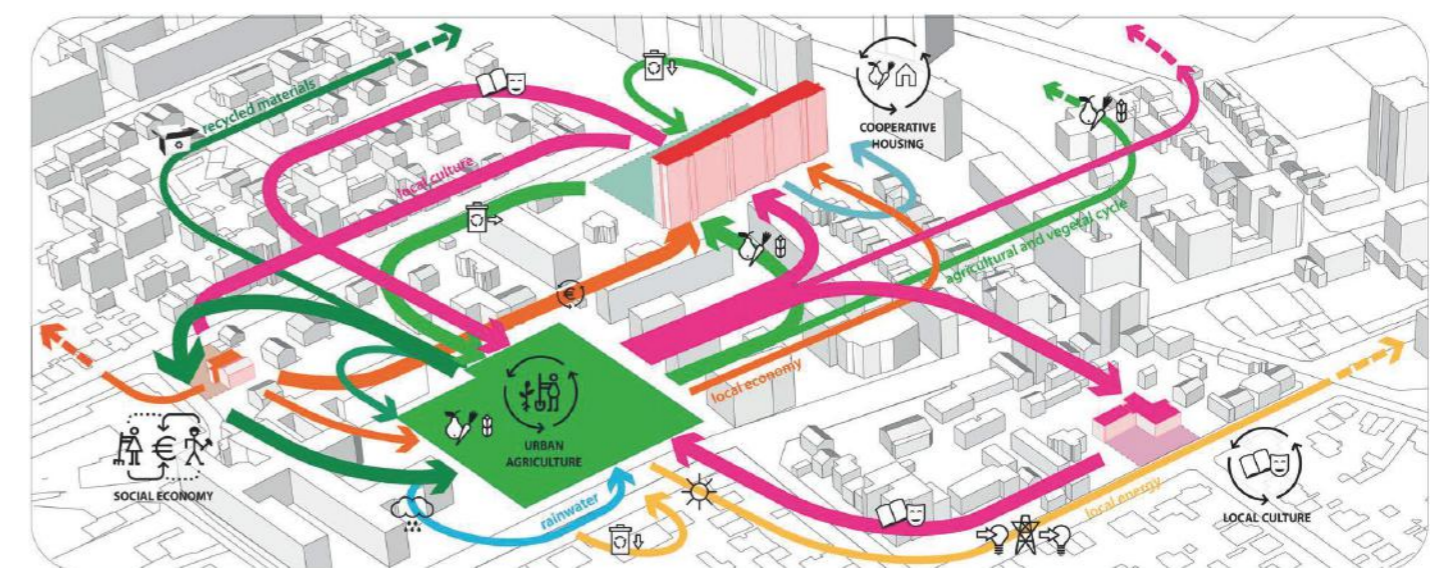 recycled materials
local culture
COOPERATIVE
HOUSING
agricultural and vegetal cycle
local economy
URBAN
AGRICULTURE
SOCIAL ECONOMY
rainwater
local energy
LOCAL CULTURE
€
€